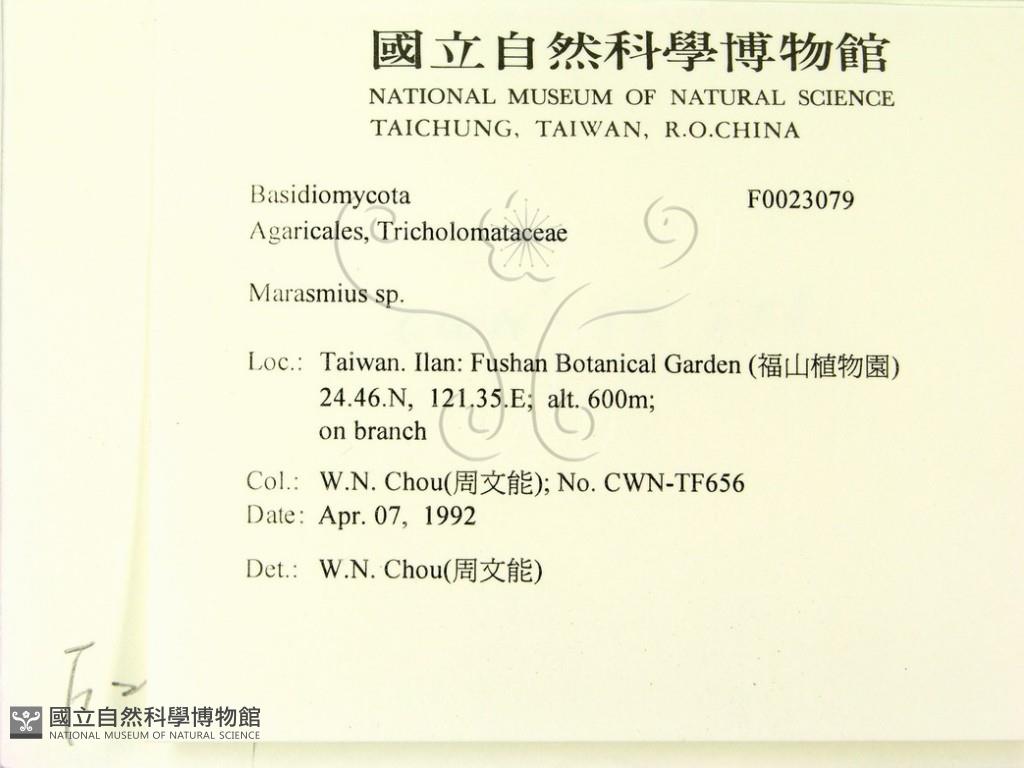 國立自然科學博物館
NATIONAL MUSEUM OF NATURAL SCIENCE
TAICHUNG, TAIWAN, R.O.CHINA
Basidiomycota F0023079
Agaricales, Tricholomataceae
Marasmius sp.
Loc.: Taiwan. Ilan: Fushan Botanical Garden (福山植物園)
24.46.N, 121.35.E; alt. 600m;
on branch
Col.: W.N. Chou(周文能); No. CWN-TF656
Date: Apr. 07, 1992
Det.: W.N. Chou(周文能)
國立自然科學博物館
NATIONAL MUSEUM OF NATURAL SCIENCE